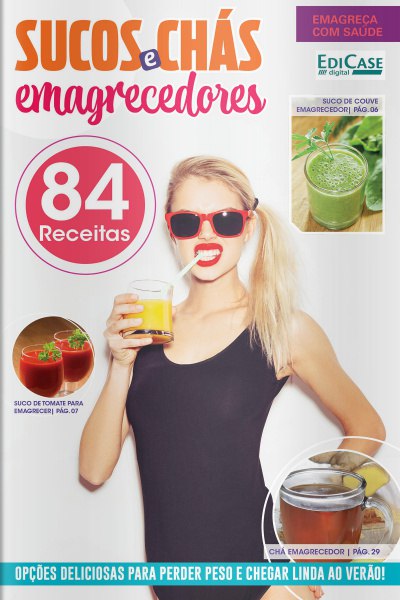 SUCOS e CHÁS
emagrecedores
EMAGREÇA
COM SAÚDE
EDICASE
digital
SUCO DE COUVE
EMAGRECEDOR| PÁG. 06
84
Receitas
SUCO DE TOMATE PARA
EMAGRECER| PÁG. 07
CHÁ EMAGRECEDOR | PÁG. 29
OPÇÕES DELICIOSAS PARA PERDER PESO E CHEGAR LINDA AO VERÃO!